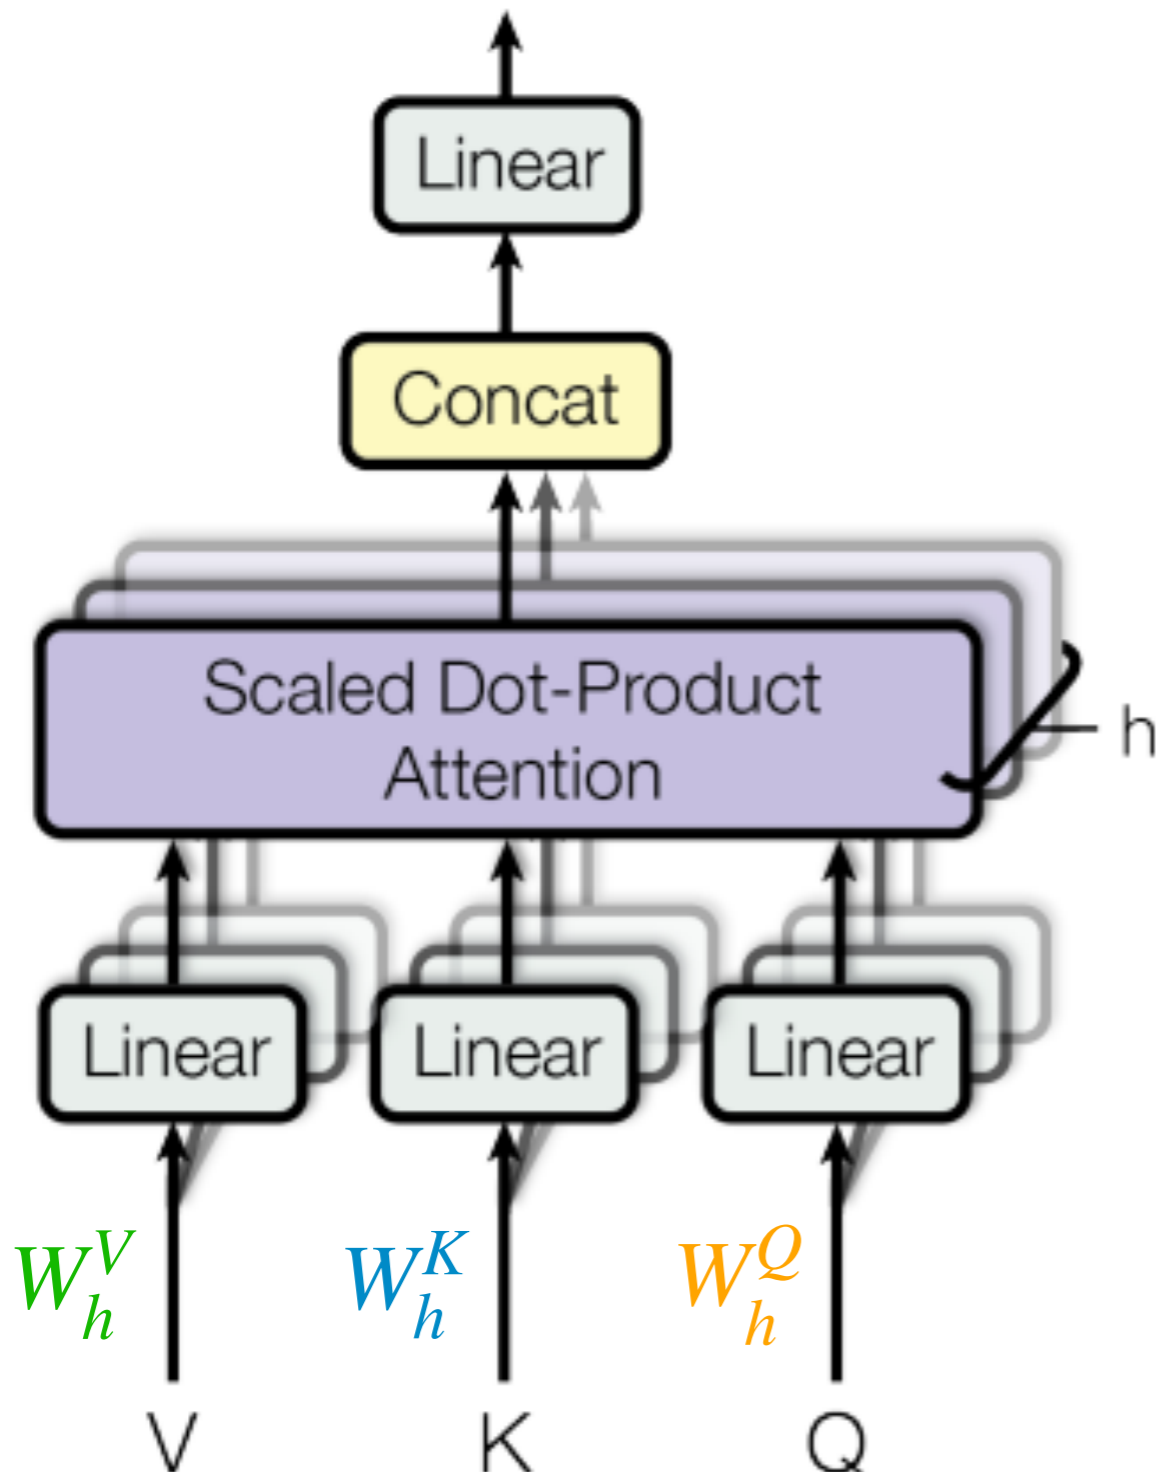 Linear
Concat
Scaled Dot-Product
Attention
h
Linear Linear Linear
W_h^V W_h^K W_h^Q
V K Q